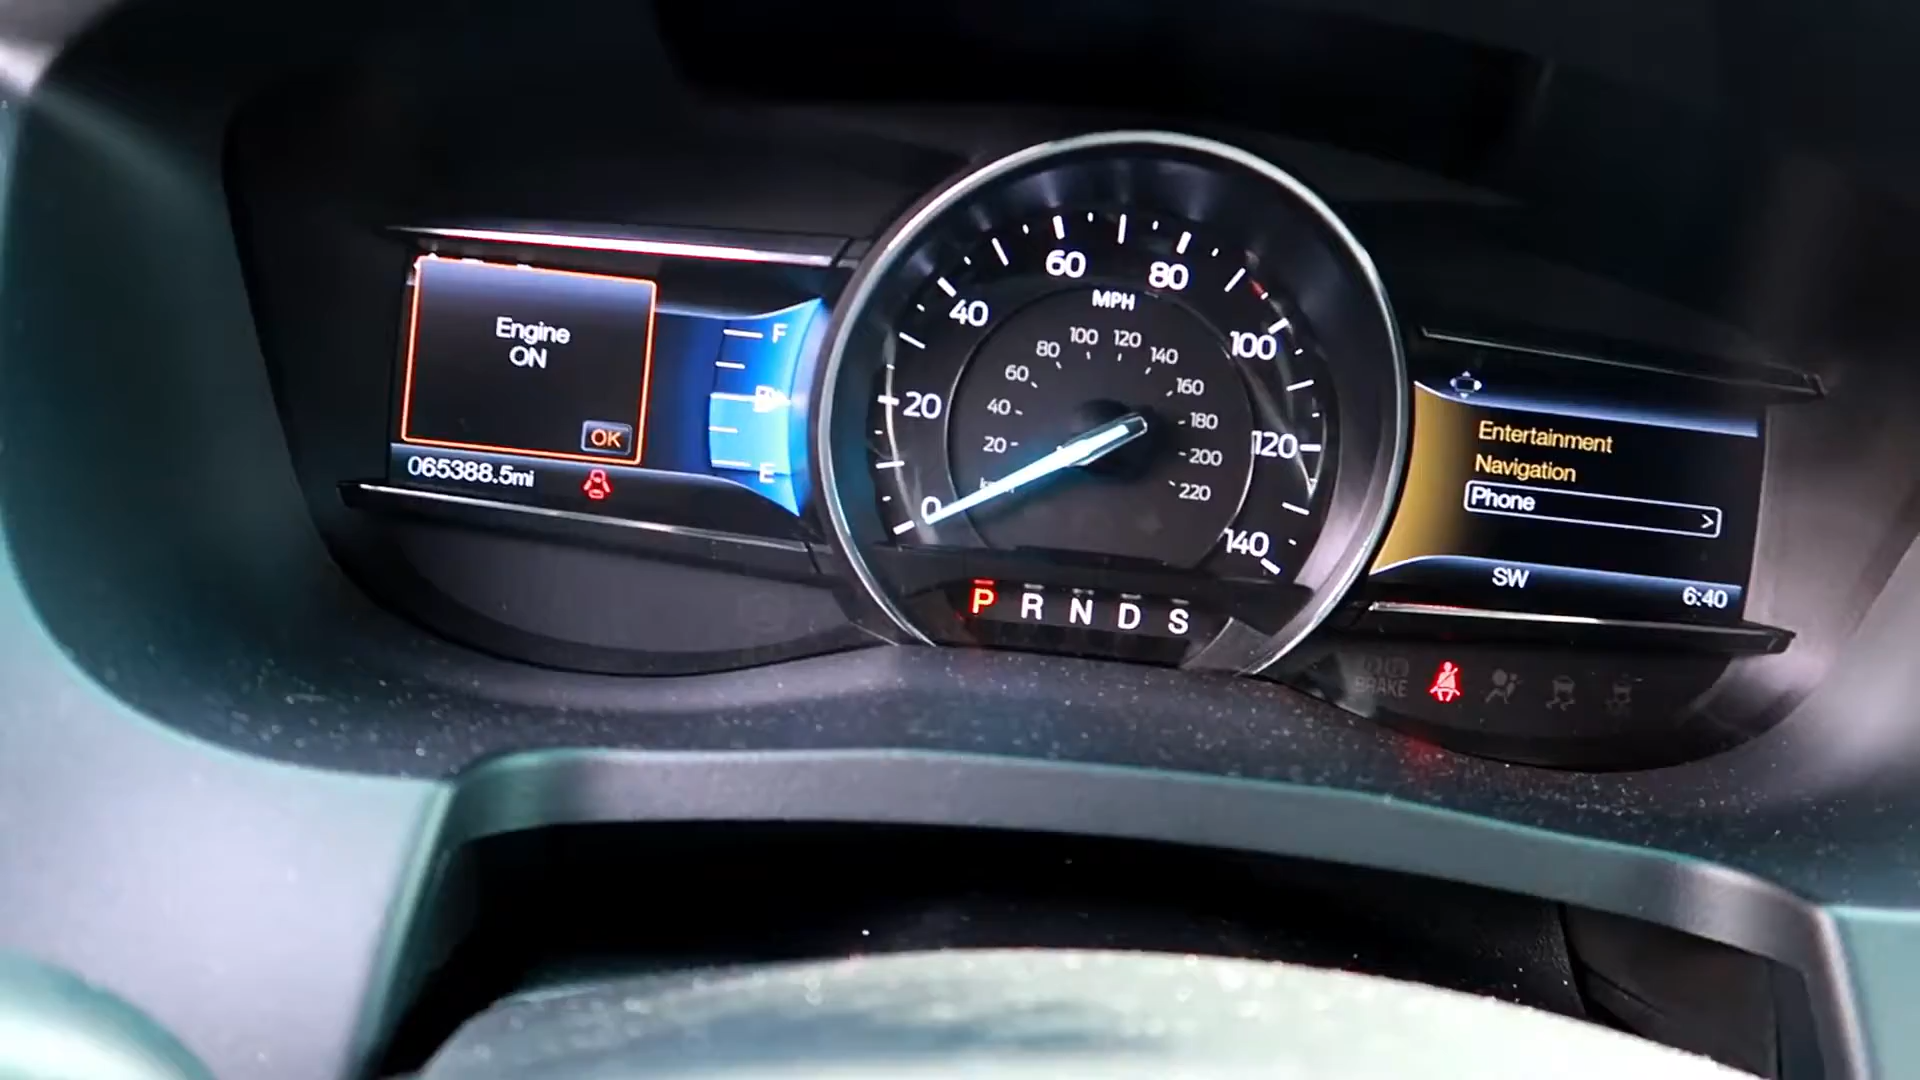 Engine
ON
OK
065388.5mi
F
E
0
20
40
60
80
100
120
140
MPH
20
40
60
80
100
120
140
160
180
200
220
P R N D S
Entertainment
Navigation
Phone >
SW
6:40
BRAKE